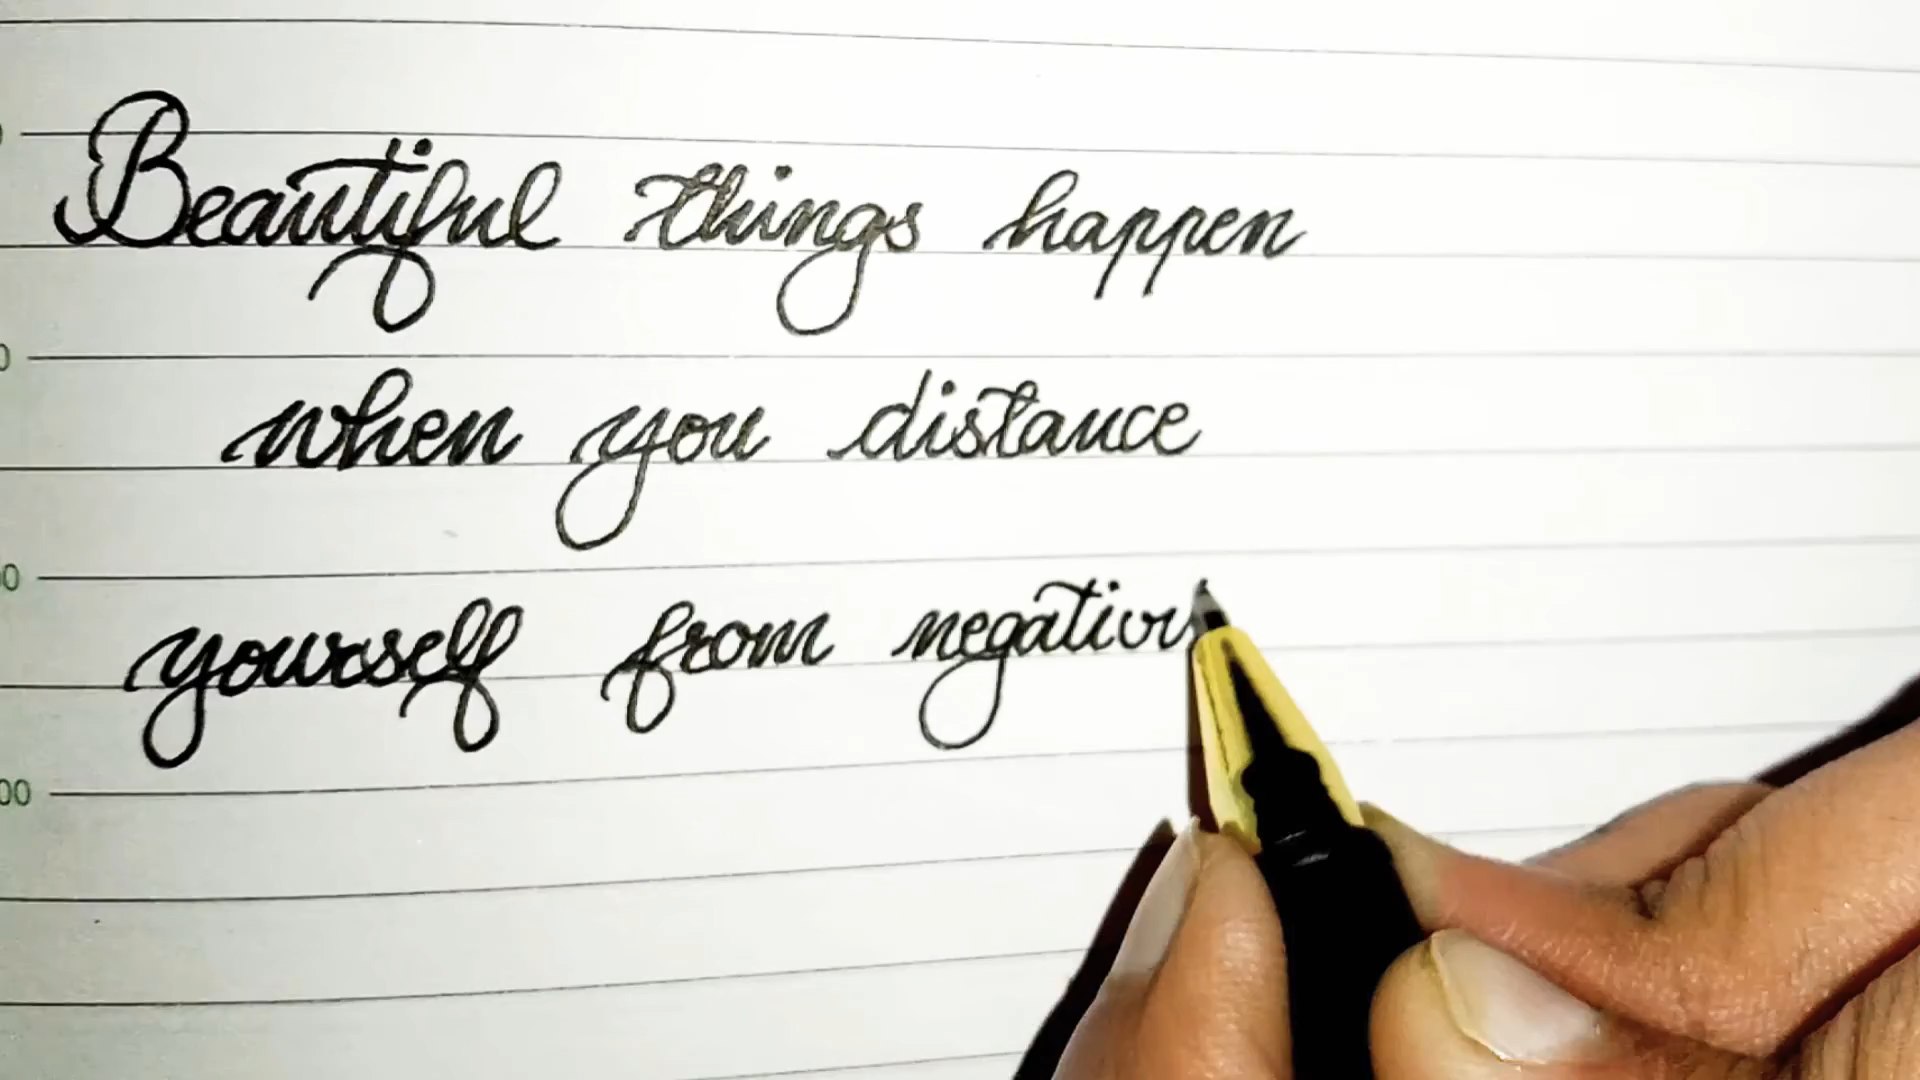 Beautiful things happen
when you distance
yourself from